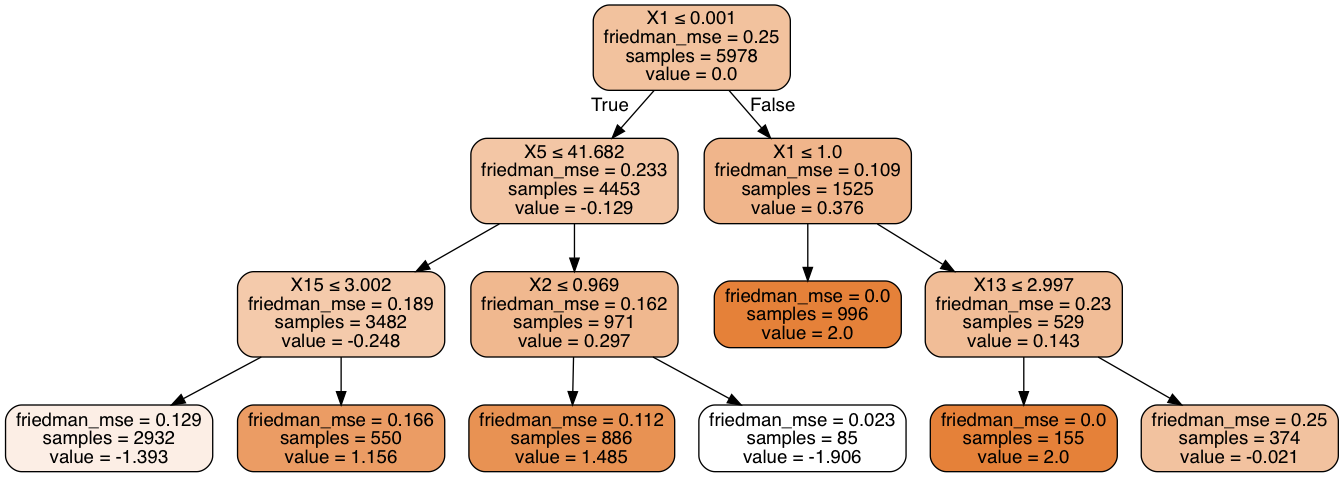 X1 ≤ 0.001
friedman_mse = 0.25
samples = 5978
value = 0.0
True
False
X5 ≤ 41.682
friedman_mse = 0.233
samples = 4453
value = -0.129
X1 ≤ 1.0
friedman_mse = 0.109
samples = 1525
value = 0.376
X15 ≤ 3.002
friedman_mse = 0.189
samples = 3482
value = -0.248
X2 ≤ 0.969
friedman_mse = 0.162
samples = 971
value = 0.297
friedman_mse = 0.0
samples = 996
value = 2.0
X13 ≤ 2.997
friedman_mse = 0.23
samples = 529
value = 0.143
friedman_mse = 0.129
samples = 2932
value = -1.393
friedman_mse = 0.166
samples = 550
value = 1.156
friedman_mse = 0.112
samples = 886
value = 1.485
friedman_mse = 0.023
samples = 85
value = -1.906
friedman_mse = 0.0
samples = 155
value = 2.0
friedman_mse = 0.25
samples = 374
value = -0.021